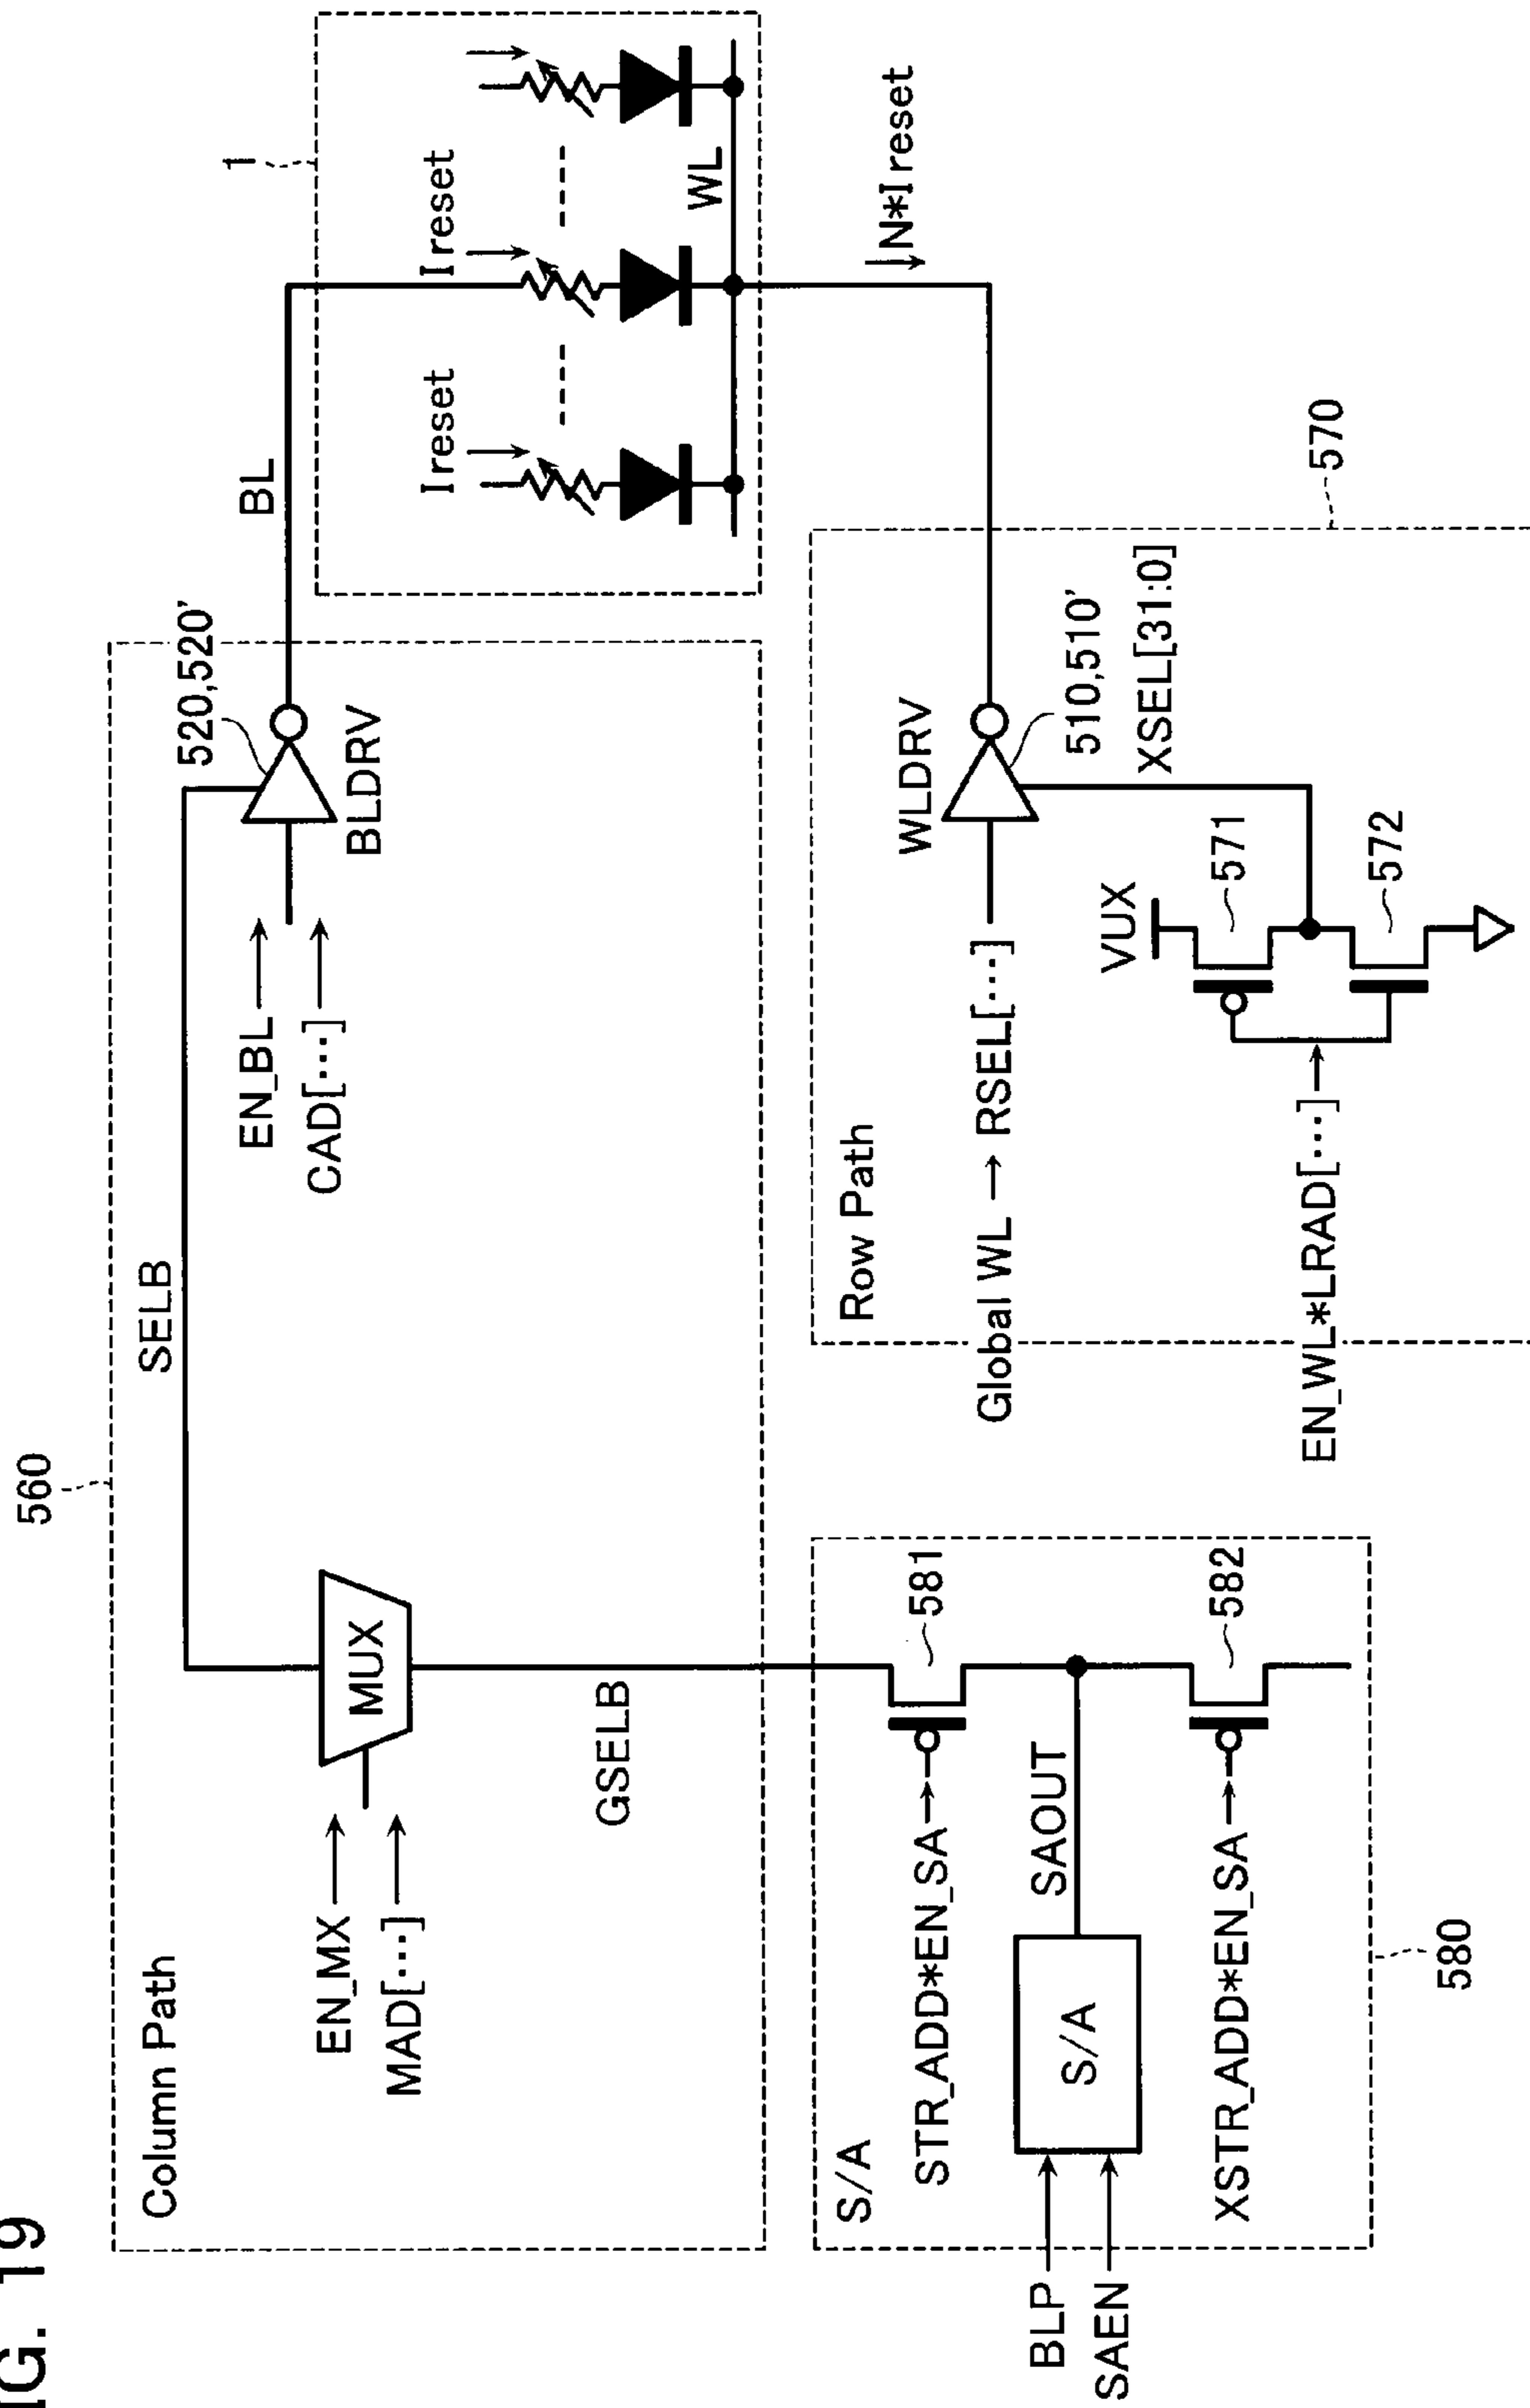 IG. 19
560
Column Path
EN_MX
MAD[···]
MUX
SELB
GSELB
EN_BL
CAD[···]
520,520'
BLDRV
BL
1
Ireset
Ireset
WL
N*Ireset
S/A
STR_ADD*EN_SA
581
BLP
SAEN
S/A
SAOUT
XSTR_ADD*EN_SA
582
580
Row Path
Global WL
RSEL[···]
WLDRV
510,510'
XSEL[31:0]
VUX
571
572
EN_WL*LRAD[···]
570